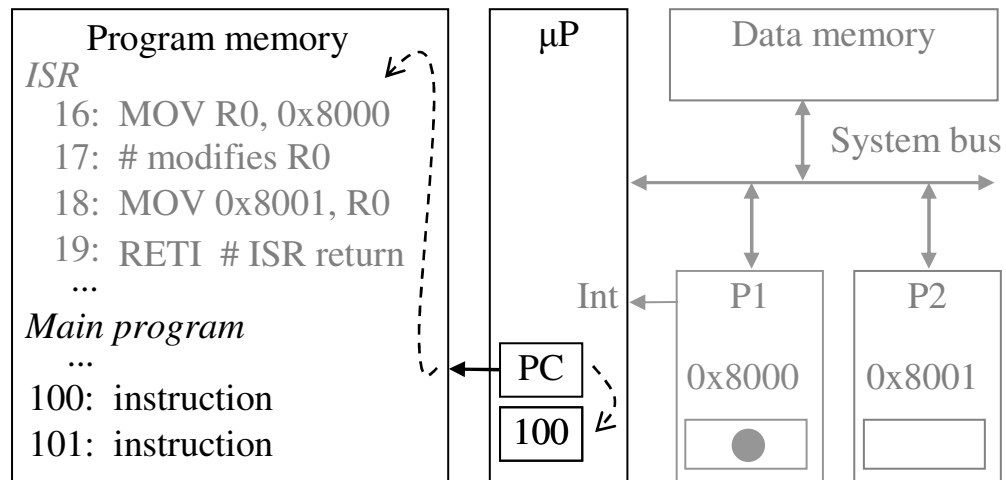 Program memory
ISR
16: MOV R0, 0x8000
17: # modifies R0
18: MOV 0x8001, R0
19: RETI # ISR return
...
Main program
...
100: instruction
101: instruction
μP
Int
PC
100
Data memory
System bus
P1
0x8000
P2
0x8001